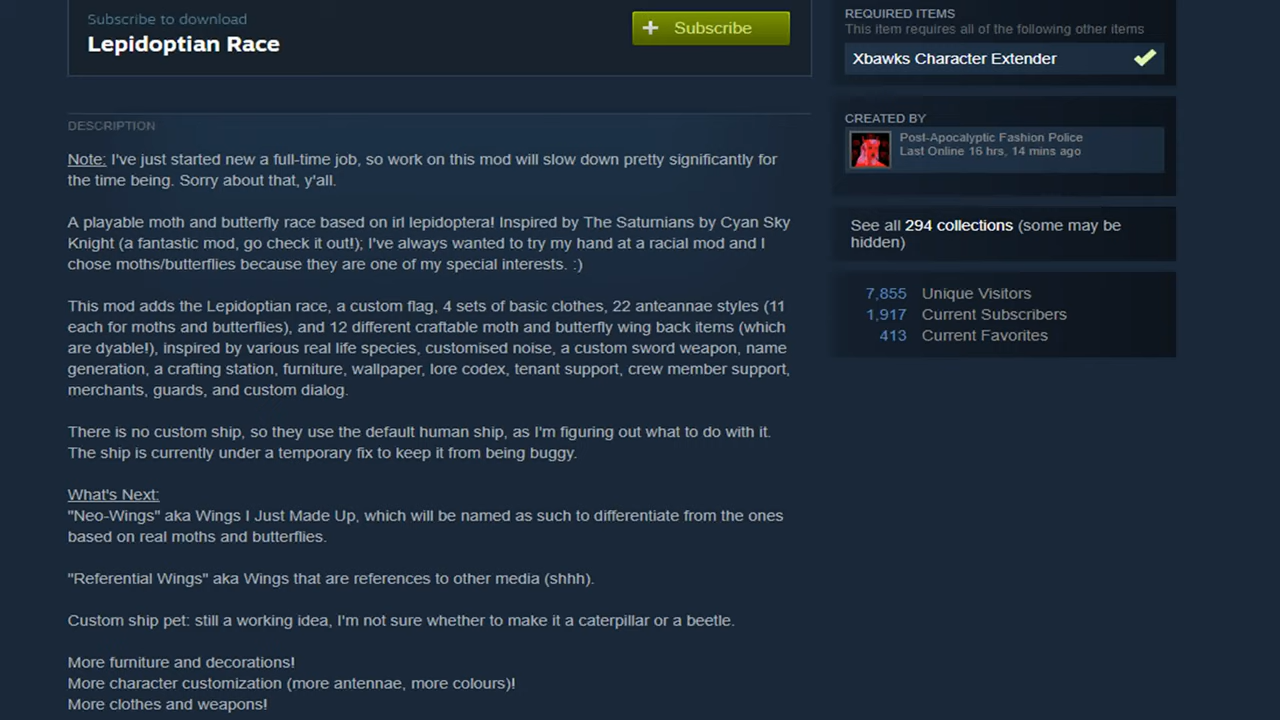 Subscribe to download
Lepidoptian Race
+ Subscribe
DESCRIPTION
Note: I've just started new a full-time job, so work on this mod will slow down pretty significantly for
the time being. Sorry about that, y'all.
A playable moth and butterfly race based on irl lepidoptera! Inspired by The Saturnians by Cyan Sky
Knight (a fantastic mod, go check it out!); I've always wanted to try my hand at a racial mod and I
chose moths/butterflies because they are one of my special interests. :)
This mod adds the Lepidoptian race, a custom flag, 4 sets of basic clothes, 22 anteannae styles (11
each for moths and butterflies), and 12 different craftable moth and butterfly wing back items (which
are dyable!), inspired by various real life species, customised noise, a custom sword weapon, name
generation, a crafting station, furniture, wallpaper, lore codex, tenant support, crew member support,
merchants, guards, and custom dialog.
There is no custom ship, so they use the default human ship, as I'm figuring out what to do with it.
The ship is currently under a temporary fix to keep it from being buggy.
What's Next:
"Neo-Wings" aka Wings I Just Made Up, which will be named as such to differentiate from the ones
based on real moths and butterflies.
"Referential Wings" aka Wings that are references to other media (shhh).
Custom ship pet: still a working idea, I'm not sure whether to make it a caterpillar or a beetle.
More furniture and decorations!
More character customization (more antennae, more colours)!
More clothes and weapons!
REQUIRED ITEMS
This item requires all of the following other items
Xbawks Character Extender
CREATED BY
Post-Apocalyptic Fashion Police
Last Online 16 hrs, 14 mins ago
See all 294 collections (some may be
hidden)
7,855 Unique Visitors
1,917 Current Subscribers
413 Current Favorites